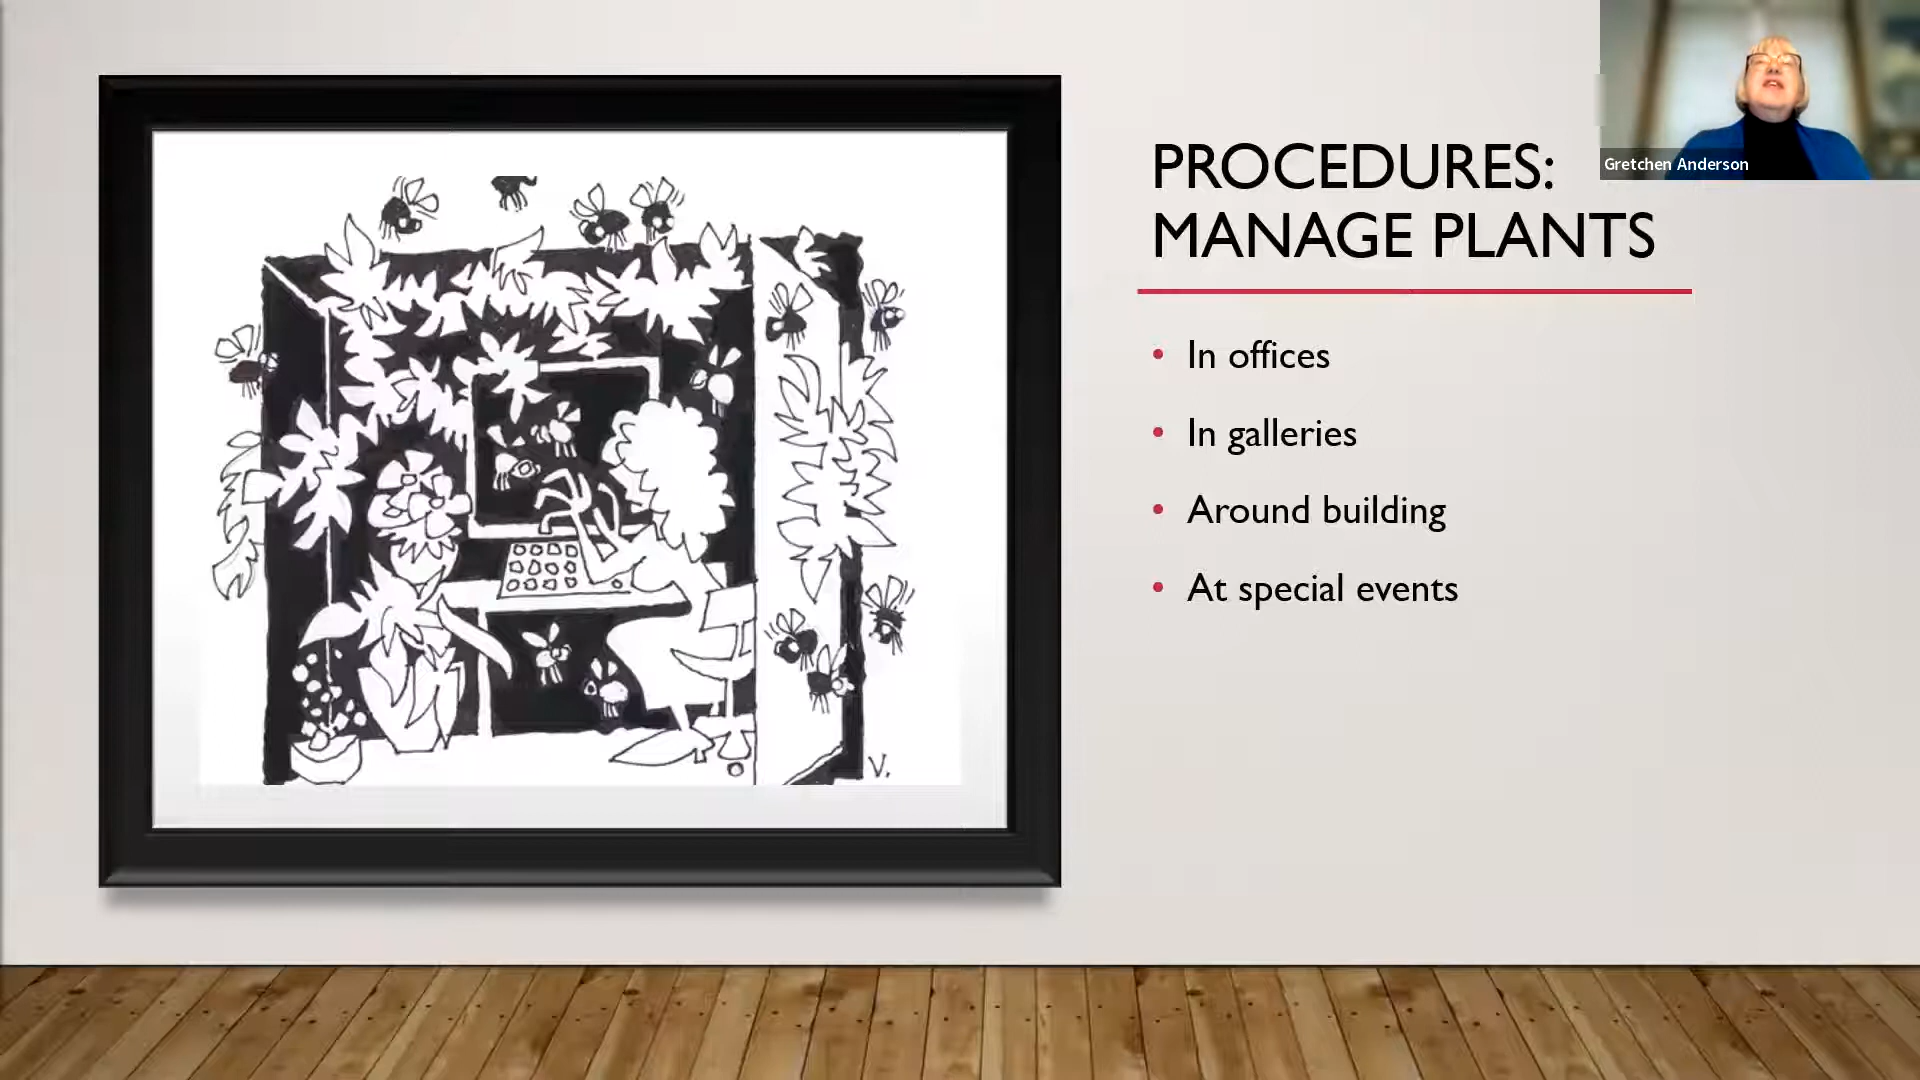 PROCEDURES:
MANAGE PLANTS
• In offices
• In galleries
• Around building
• At special events
Gretchen Anderson
V.